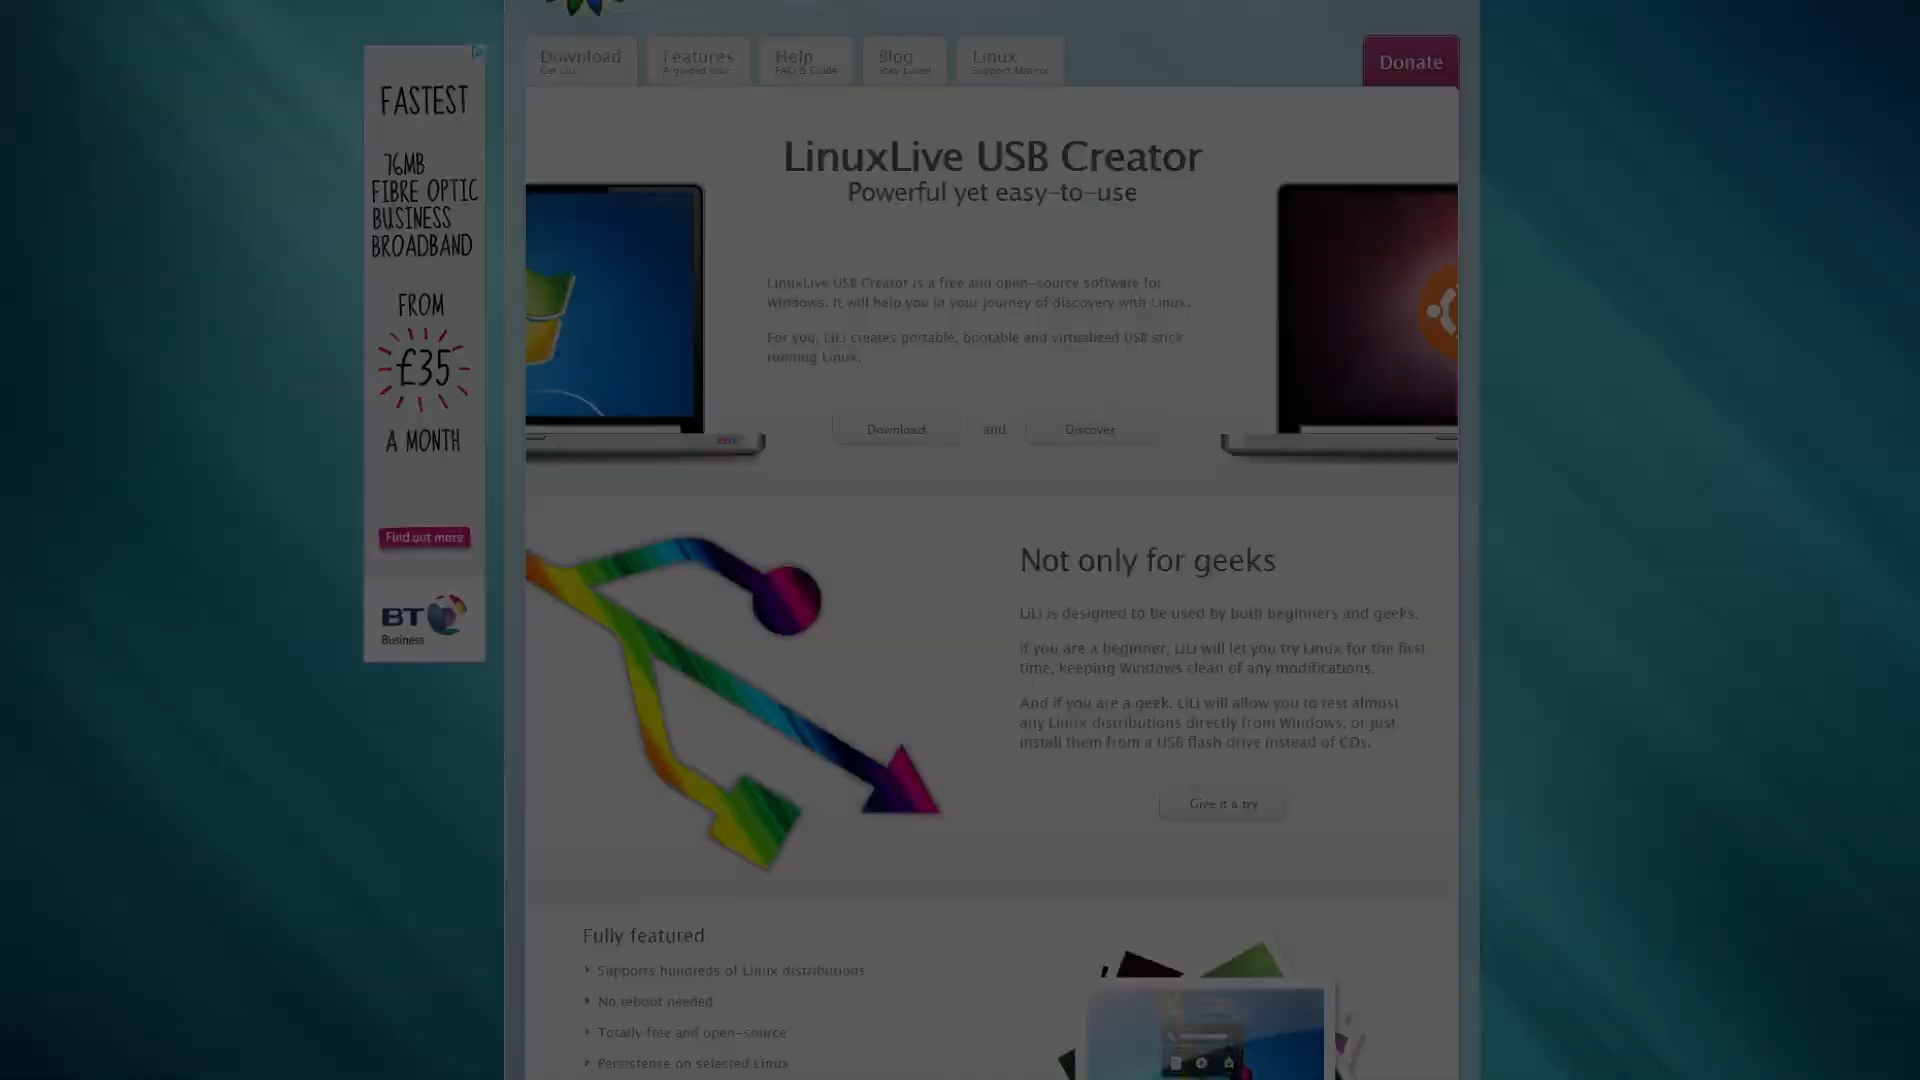 Download
Get LiLi
Features
A guided tour
Help
FAQ & Guide
Blog
Stay tuned
Linux
Support Matrix
Donate
FASTEST
76MB
FIBRE OPTIC
BUSINESS
BROADBAND
FROM
£35
A MONTH
Find out more
BT
Business
LinuxLive USB Creator
Powerful yet easy-to-use
LinuxLive USB Creator is a free and open-source software for
Windows. It will help you in your journey of discovery with Linux.
For you, LiLi creates portable, bootable and virtualized USB stick
running Linux.
Download and Discover
Not only for geeks
LiLi is designed to be used by both beginners and geeks.
If you are a beginner, LiLi will let you try Linux for the first
time, keeping Windows clean of any modifications.
And if you are a geek, LiLi will allow you to test almost
any Linux distributions directly from Windows, or just
install them from a USB flash drive instead of CDs.
Give it a try
Fully featured
Supports hundreds of Linux distributions
No reboot needed
Totally free and open-source
Persistence on selected Linux